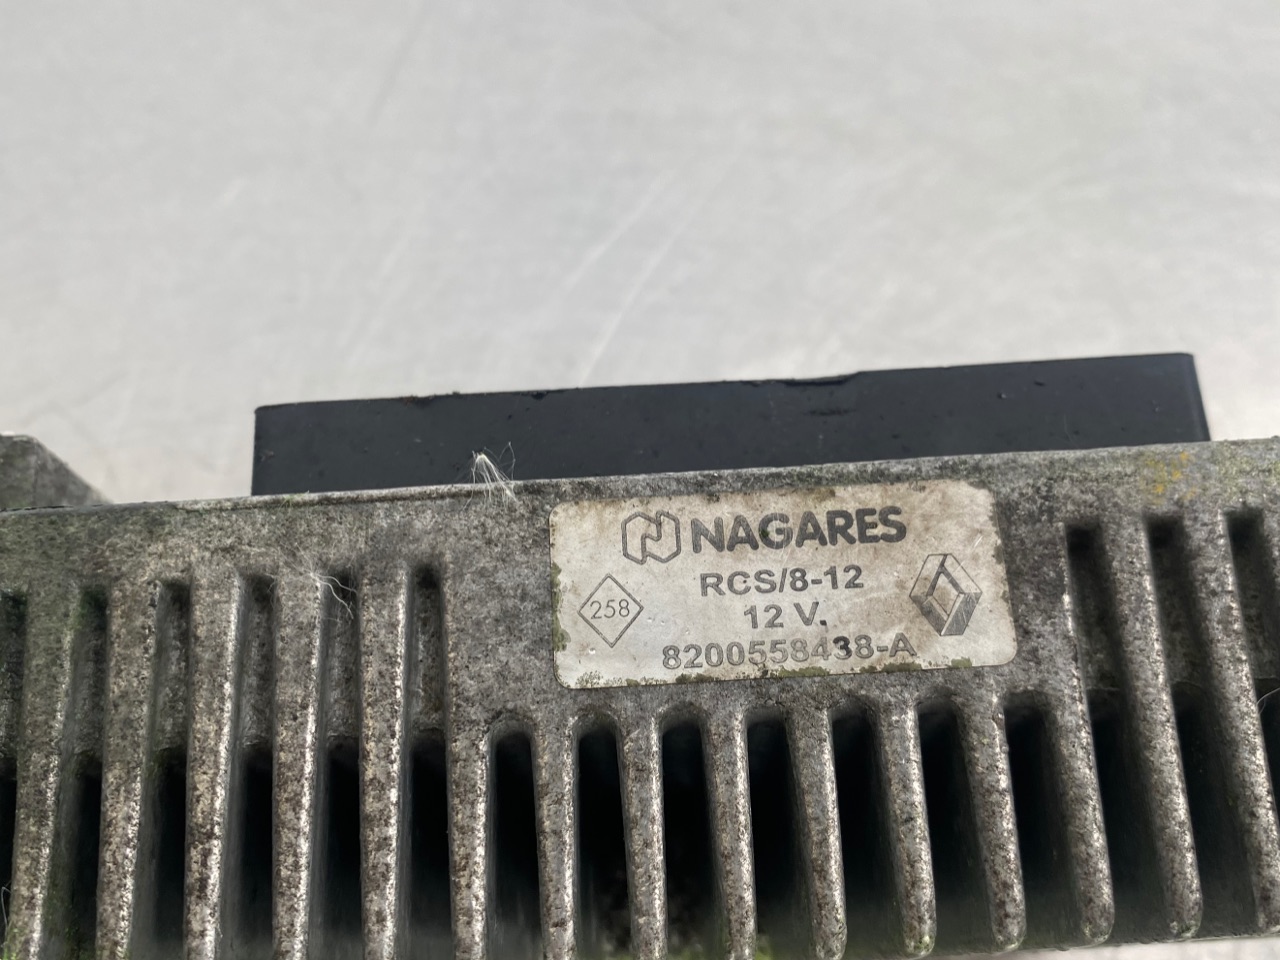 NAGARES
RCS/8-12
258
12 V.
8200558438-A